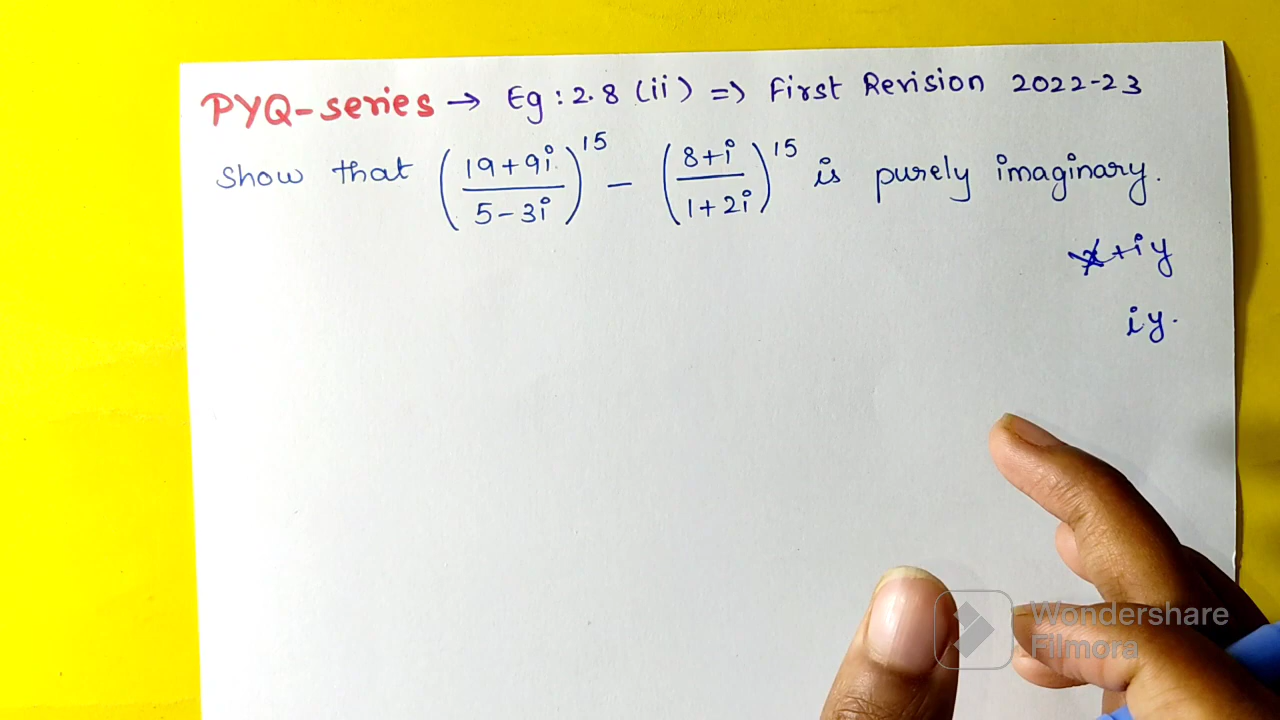 PYQ-series → Eg : 2.8 (ii) => First Revision 2022-23
Show that ((19+9i)/(5-3i))^15 - ((8+i)/(1+2i))^15 is purely imaginary.
x+iy
iy.
Wondershare
Filmora